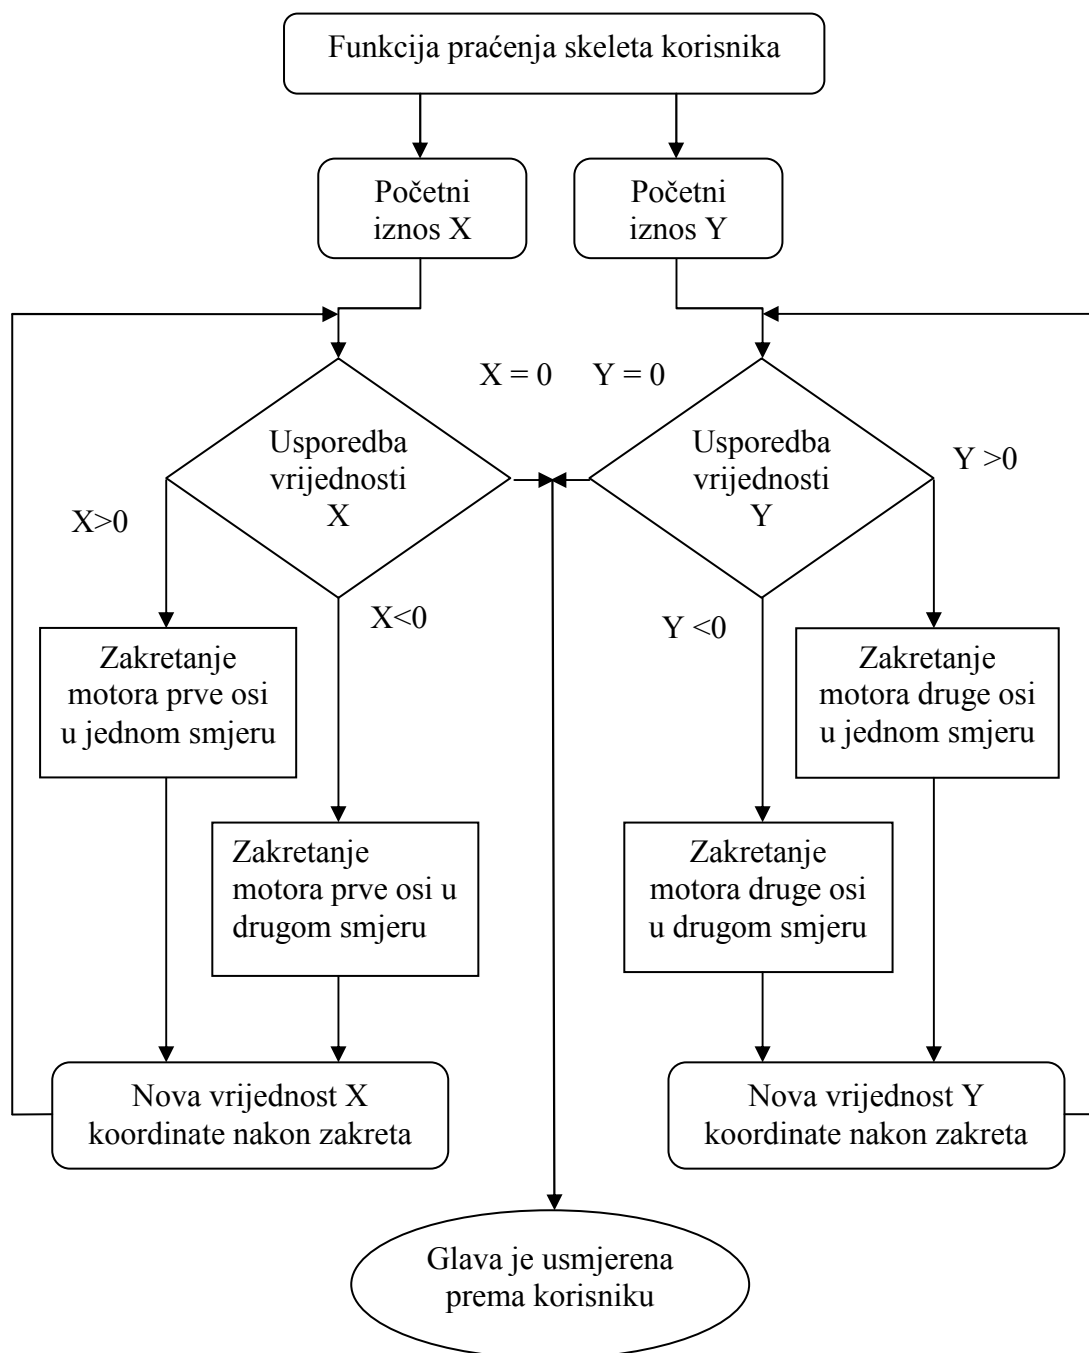 Funkcija praćenja skeleta korisnika
Početni
iznos X
Početni
iznos Y
X = 0
Y = 0
Usporedba
vrijednosti
X
Usporedba
vrijednosti
Y
Y >0
X>0
X<0
Y <0
Zakretanje
motora prve osi
u jednom smjeru
Zakretanje
motora druge osi
u jednom smjeru
Zakretanje
motora prve osi u
drugom smjeru
Zakretanje
motora druge osi
u drugom smjeru
Nova vrijednost X
koordinate nakon zakreta
Nova vrijednost Y
koordinate nakon zakreta
Glava je usmjerena
prema korisniku